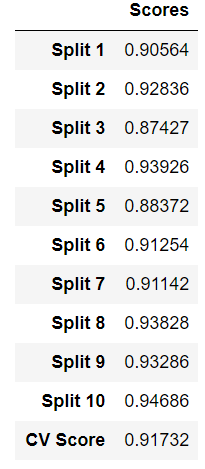 Scores
Split 1 0.90564
Split 2 0.92836
Split 3 0.87427
Split 4 0.93926
Split 5 0.88372
Split 6 0.91254
Split 7 0.91142
Split 8 0.93828
Split 9 0.93286
Split 10 0.94686
CV Score 0.91732